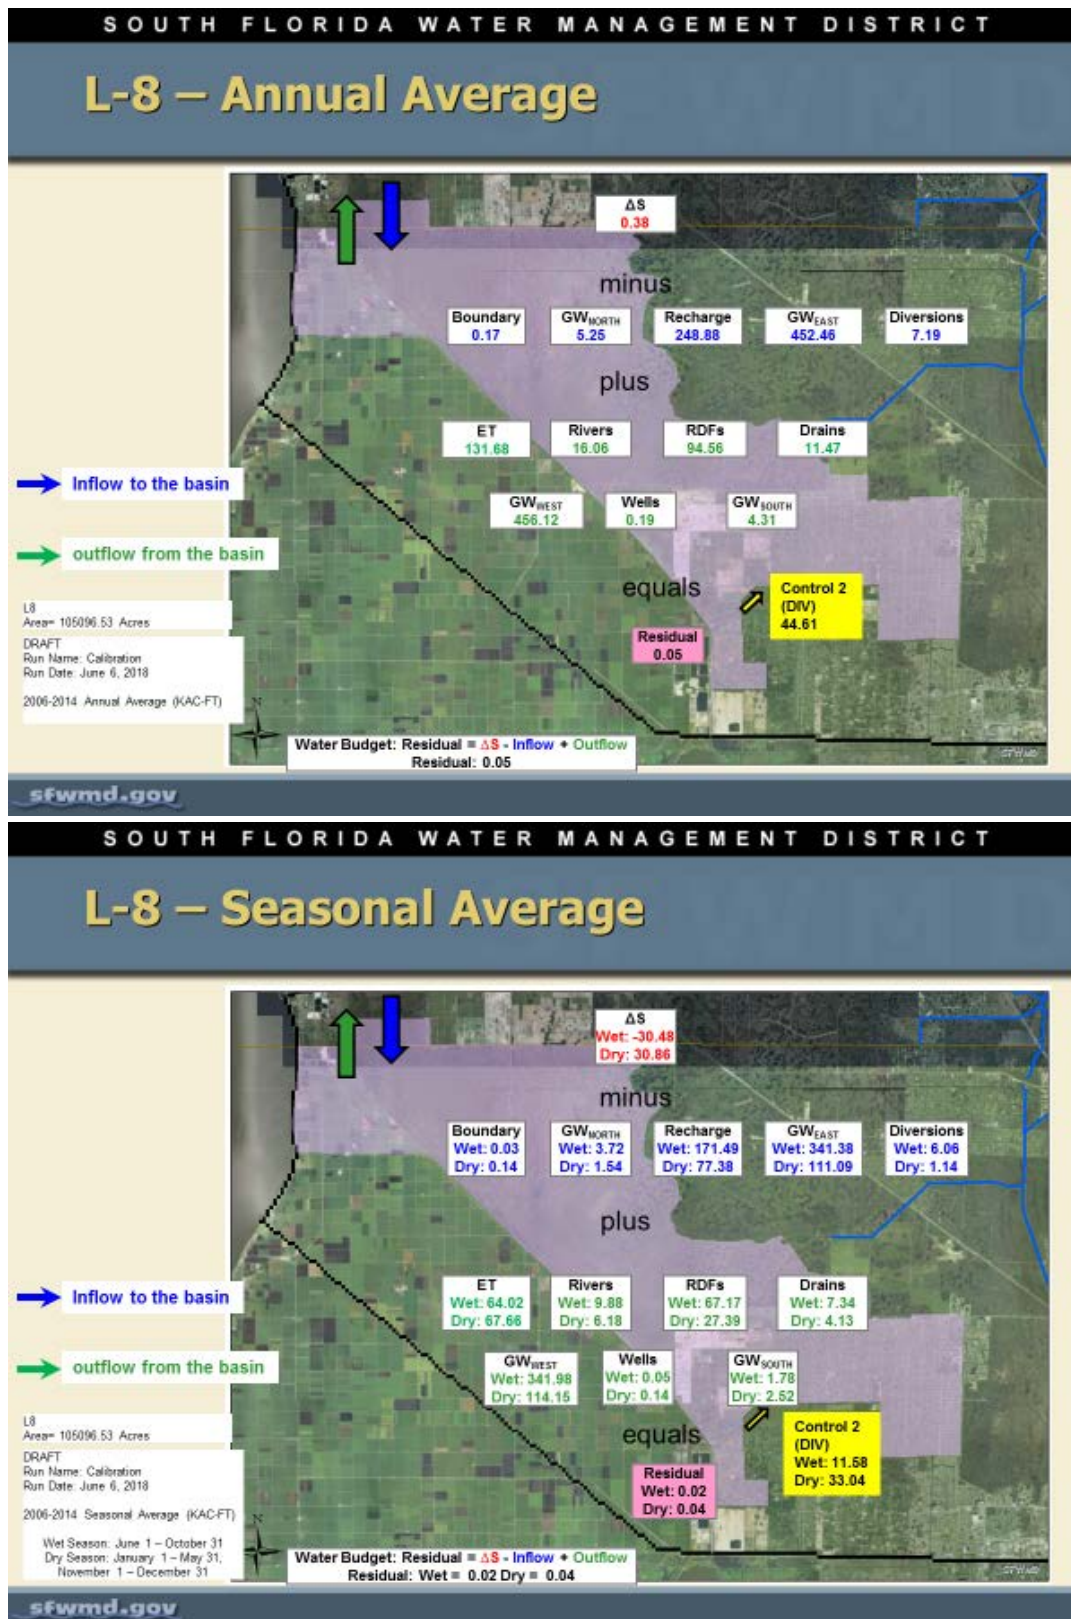 SOUTH FLORIDA WATER MANAGEMENT DISTRICT
L-8 – Annual Average
ΔS
0.38
minus
Boundary
0.17
GWNORTH
5.25
Recharge
248.88
GWEAST
452.46
Diversions
7.19
plus
ET
131.68
Rivers
16.06
RDFs
94.56
Drains
11.47
Inflow to the basin
GWWEST
456.12
Wells
0.19
GWSOUTH
4.31
outflow from the basin
equals
Control 2
(DIV)
44.61
L8
Area= 105096.53 Acres
Residual
0.05
DRAFT
Run Name: Calibration
Run Date: June 6, 2018
2006-2014 Annual Average (KAC-FT)
N
Water Budget: Residual = ΔS - Inflow + Outflow
Residual: 0.05
SFWMD
sfwmd.gov
SOUTH FLORIDA WATER MANAGEMENT DISTRICT
L-8 – Seasonal Average
ΔS
Wet: -30.48
Dry: 30.86
minus
Boundary
Wet: 0.03
Dry: 0.14
GWNORTH
Wet: 3.72
Dry: 1.54
Recharge
Wet: 171.49
Dry: 77.38
GWEAST
Wet: 341.38
Dry: 111.09
Diversions
Wet: 6.06
Dry: 1.14
plus
ET
Wet: 64.02
Dry: 67.66
Rivers
Wet: 9.88
Dry: 6.18
RDFs
Wet: 67.17
Dry: 27.39
Drains
Wet: 7.34
Dry: 4.13
Inflow to the basin
GWWEST
Wet: 341.98
Dry: 114.15
Wells
Wet: 0.05
Dry: 0.14
GWSOUTH
Wet: 1.78
Dry: 2.52
outflow from the basin
equals
Control 2
(DIV)
Wet: 11.58
Dry: 33.04
L8
Area= 105096.53 Acres
Residual
Wet: 0.02
Dry: 0.04
DRAFT
Run Name: Calibration
Run Date: June 6, 2018
2006-2014 Seasonal Average (KAC-FT)
Wet Season: June 1 – October 31
Dry Season: January 1 – May 31,
November 1 – December 31
N
Water Budget: Residual = ΔS - Inflow + Outflow
Residual: Wet = 0.02 Dry = 0.04
SFWMD
sfwmd.gov